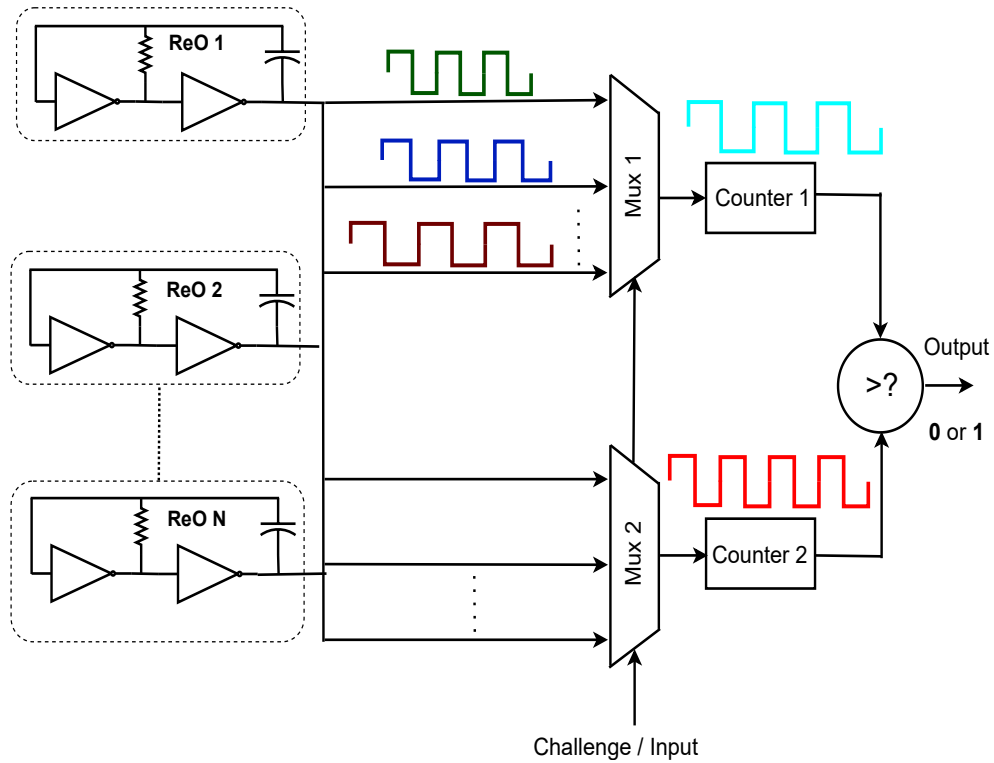 ReO 1
Mux 1
Counter 1
ReO 2
>?
Output
0 or 1
ReO N
Mux 2
Counter 2
Challenge / Input